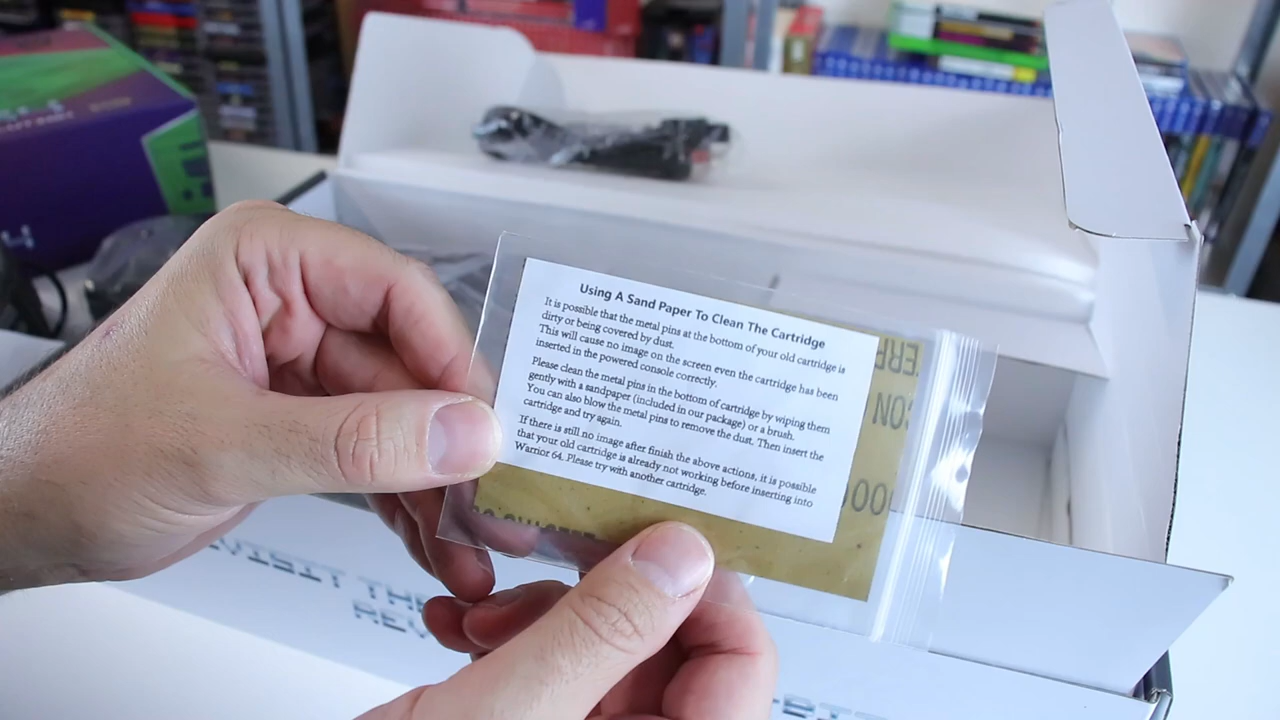 Using A Sand Paper To Clean The Cartridge
It is possible that the metal pins at the bottom of your old cartridge is
dirty or being covered by dust.
This will cause no image on the screen even the cartridge has been
inserted in the powered console correctly.
Please clean the metal pins in the bottom of cartridge by wiping them
gently with a sandpaper (included in our package) or a brush.
You can also blow the metal pins to remove the dust. Then insert the
cartridge and try again.
If there is still no image after finish the above actions, it is possible
that your old cartridge is already not working before inserting into
Warrior 64. Please try with another cartridge.